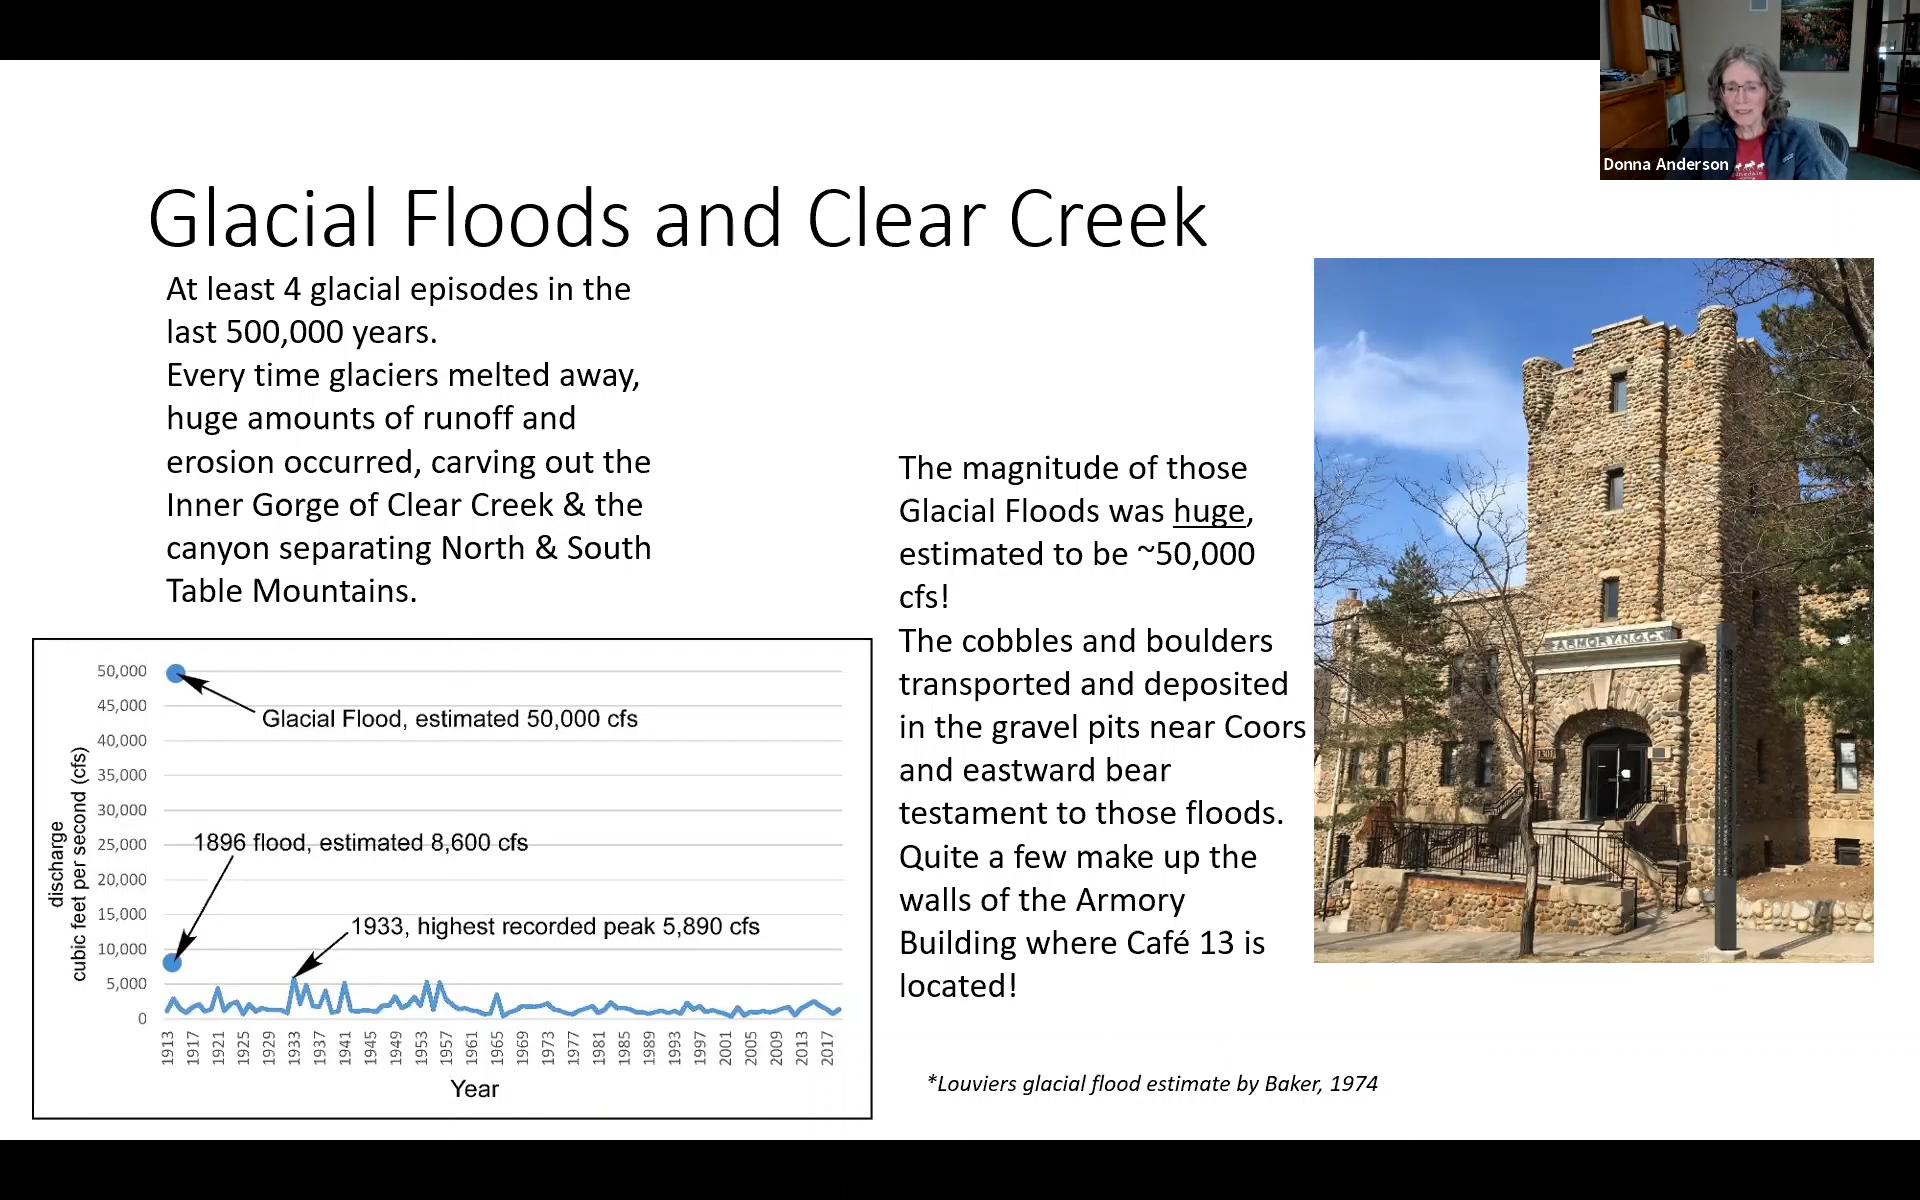 Donna Anderson
Glacial Floods and Clear Creek
At least 4 glacial episodes in the
last 500,000 years.
Every time glaciers melted away,
huge amounts of runoff and
erosion occurred, carving out the
Inner Gorge of Clear Creek & the
canyon separating North & South
Table Mountains.
The magnitude of those
Glacial Floods was huge,
estimated to be ~50,000
cfs!
The cobbles and boulders
transported and deposited
in the gravel pits near Coors
and eastward bear
testament to those floods.
Quite a few make up the
walls of the Armory
Building where Café 13 is
located!
ARMORY.N.G.C.
50,000
45,000
40,000
35,000
30,000
25,000
20,000
15,000
10,000
5,000
0
discharge
cubic feet per second (cfs)
Glacial Flood, estimated 50,000 cfs
1896 flood, estimated 8,600 cfs
1933, highest recorded peak 5,890 cfs
1913
1917
1921
1925
1929
1933
1937
1941
1945
1949
1953
1957
1961
1965
1969
1973
1977
1981
1985
1989
1993
1997
2001
2005
2009
2013
2017
Year
*Louviers glacial flood estimate by Baker, 1974